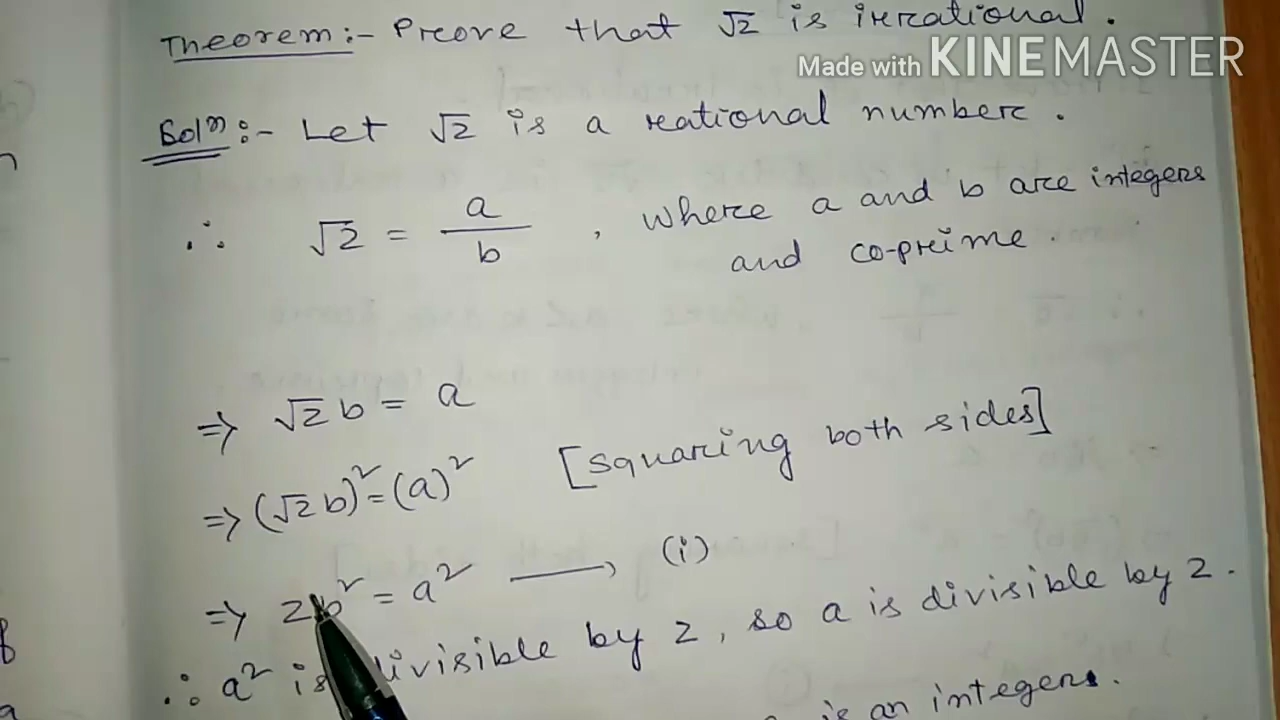 Theorem:- Prove that √2 is irrational.
Made with KINEMASTER
Solⁿ:- Let √2 is a rational number.
∴ √2 = a/b , where a and b are integers
and co-prime.
⇒ √2 b = a
⇒ (√2 b)² = (a)² [squaring both sides]
⇒ 2b² = a² ⟶ (i)
∴ a² is divisible by 2, so a is divisible by 2.
is an integer.